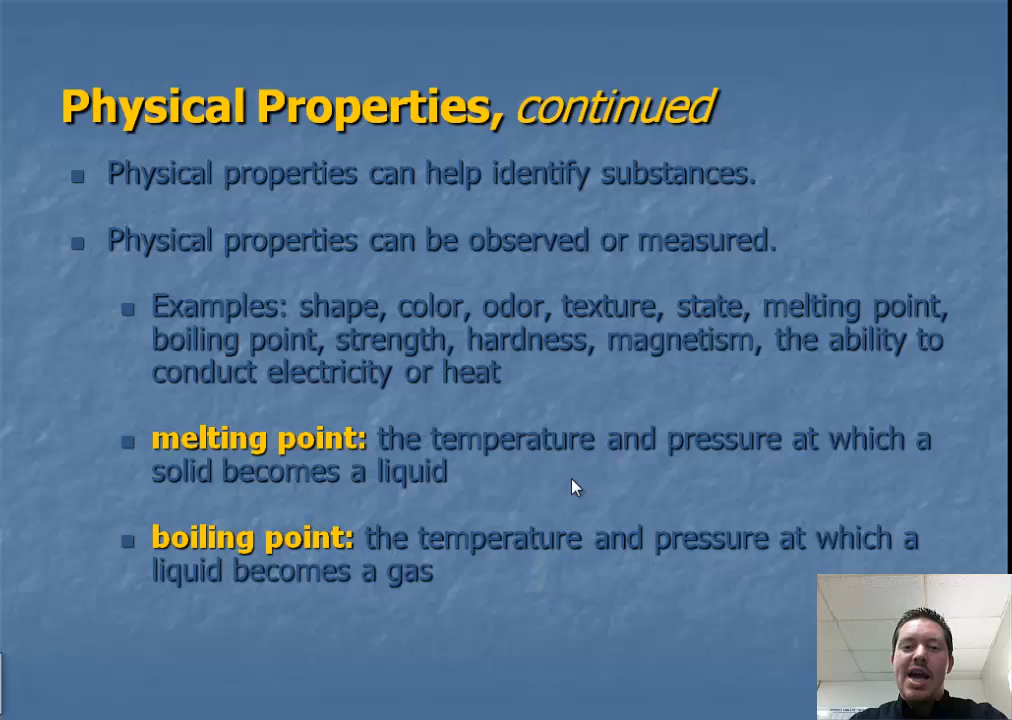 Physical Properties, continued
Physical properties can help identify substances.
Physical properties can be observed or measured.
Examples: shape, color, odor, texture, state, melting point,
boiling point, strength, hardness, magnetism, the ability to
conduct electricity or heat
melting point: the temperature and pressure at which a
solid becomes a liquid
boiling point: the temperature and pressure at which a
liquid becomes a gas